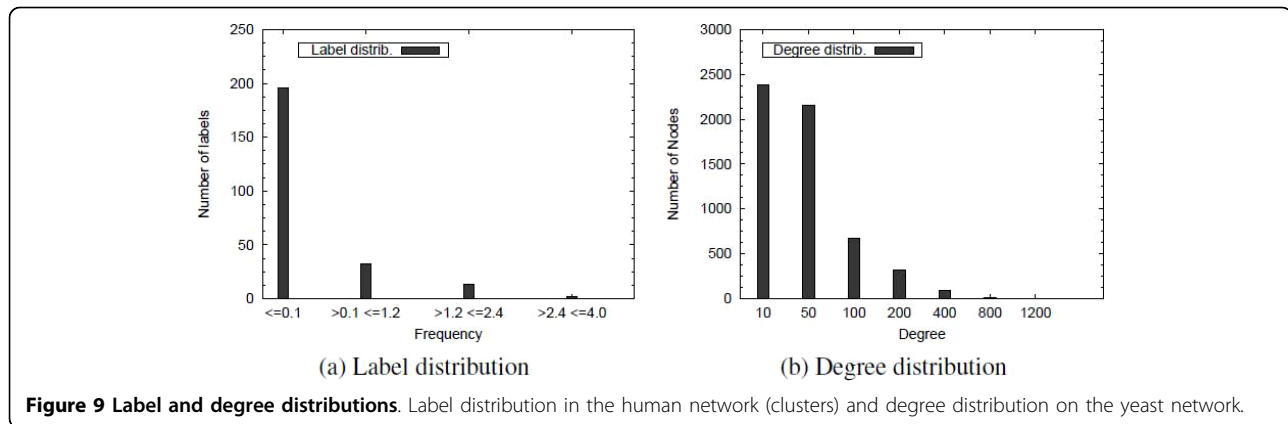 250
200
150
100
50
0
Number of labels
Label distrib.
<=0.1 >0.1 <=1.2 >1.2 <=2.4 >2.4 <=4.0
Frequency
(a) Label distribution
3000
2500
2000
1500
1000
500
0
Number of Nodes
Degree distrib.
10 50 100 200 400 800 1200
Degree
(b) Degree distribution
Figure 9 Label and degree distributions. Label distribution in the human network (clusters) and degree distribution on the yeast network.